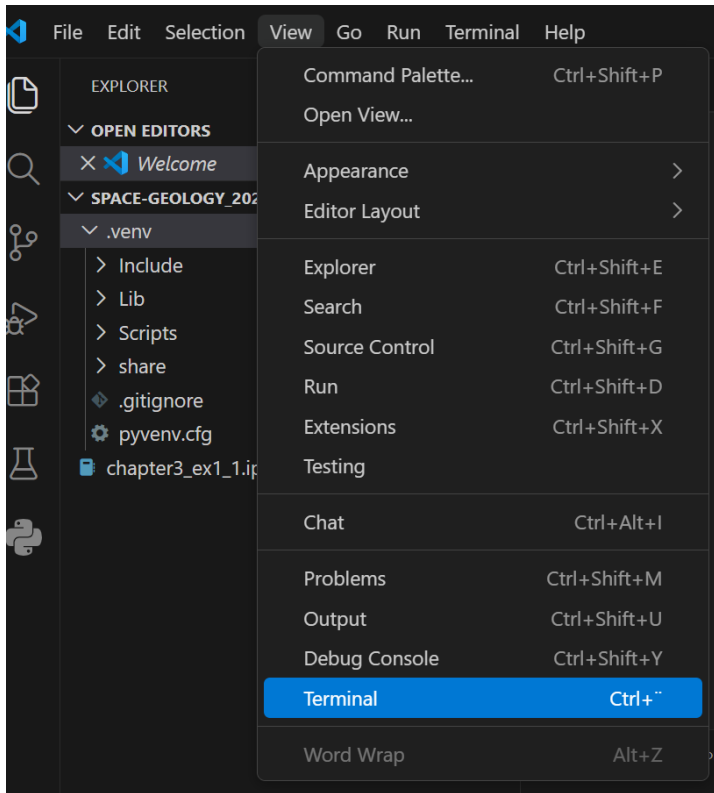 File Edit Selection View Go Run Terminal Help
EXPLORER
OPEN EDITORS
Welcome
SPACE-GEOLOGY_202
.venv
Include
Lib
Scripts
share
.gitignore
pyvenv.cfg
chapter3_ex1_1.ip
Command Palette... Ctrl+Shift+P
Open View...
Appearance
Editor Layout
Explorer Ctrl+Shift+E
Search Ctrl+Shift+F
Source Control Ctrl+Shift+G
Run Ctrl+Shift+D
Extensions Ctrl+Shift+X
Testing
Chat Ctrl+Alt+I
Problems Ctrl+Shift+M
Output Ctrl+Shift+U
Debug Console Ctrl+Shift+Y
Terminal Ctrl+¨
Word Wrap Alt+Z